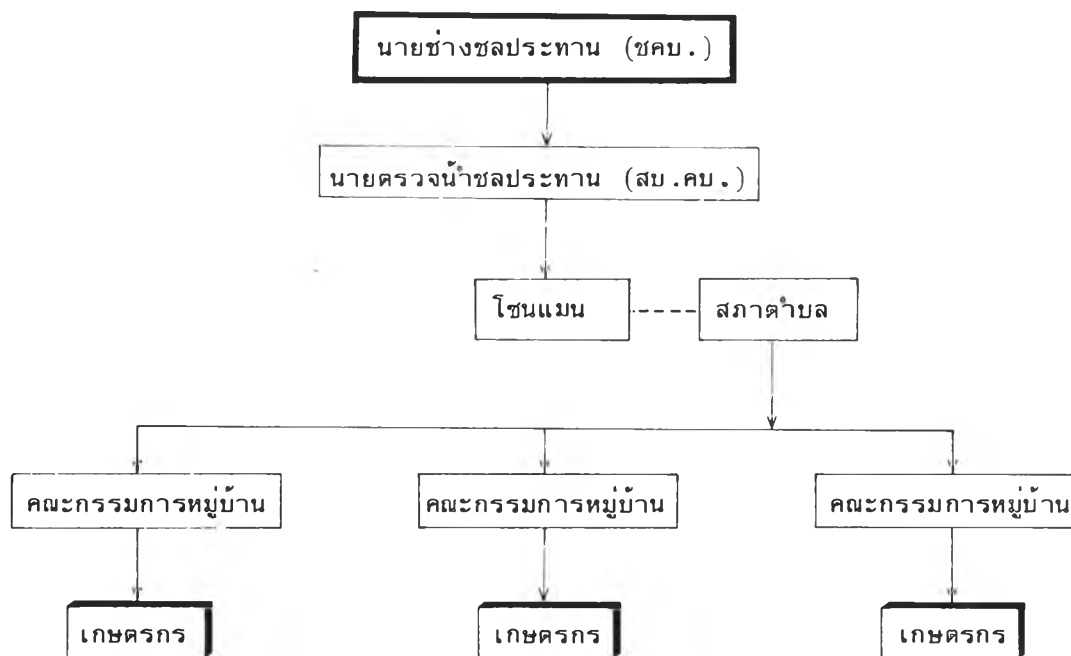 นายช่างชลประทาน (ชคบ.)
นายตรวจน้ำชลประทาน (สบ.คบ.)
โซนแมน
สภาตำบล
คณะกรรมการหมู่บ้าน
คณะกรรมการหมู่บ้าน
คณะกรรมการหมู่บ้าน
เกษตรกร
เกษตรกร
เกษตรกร